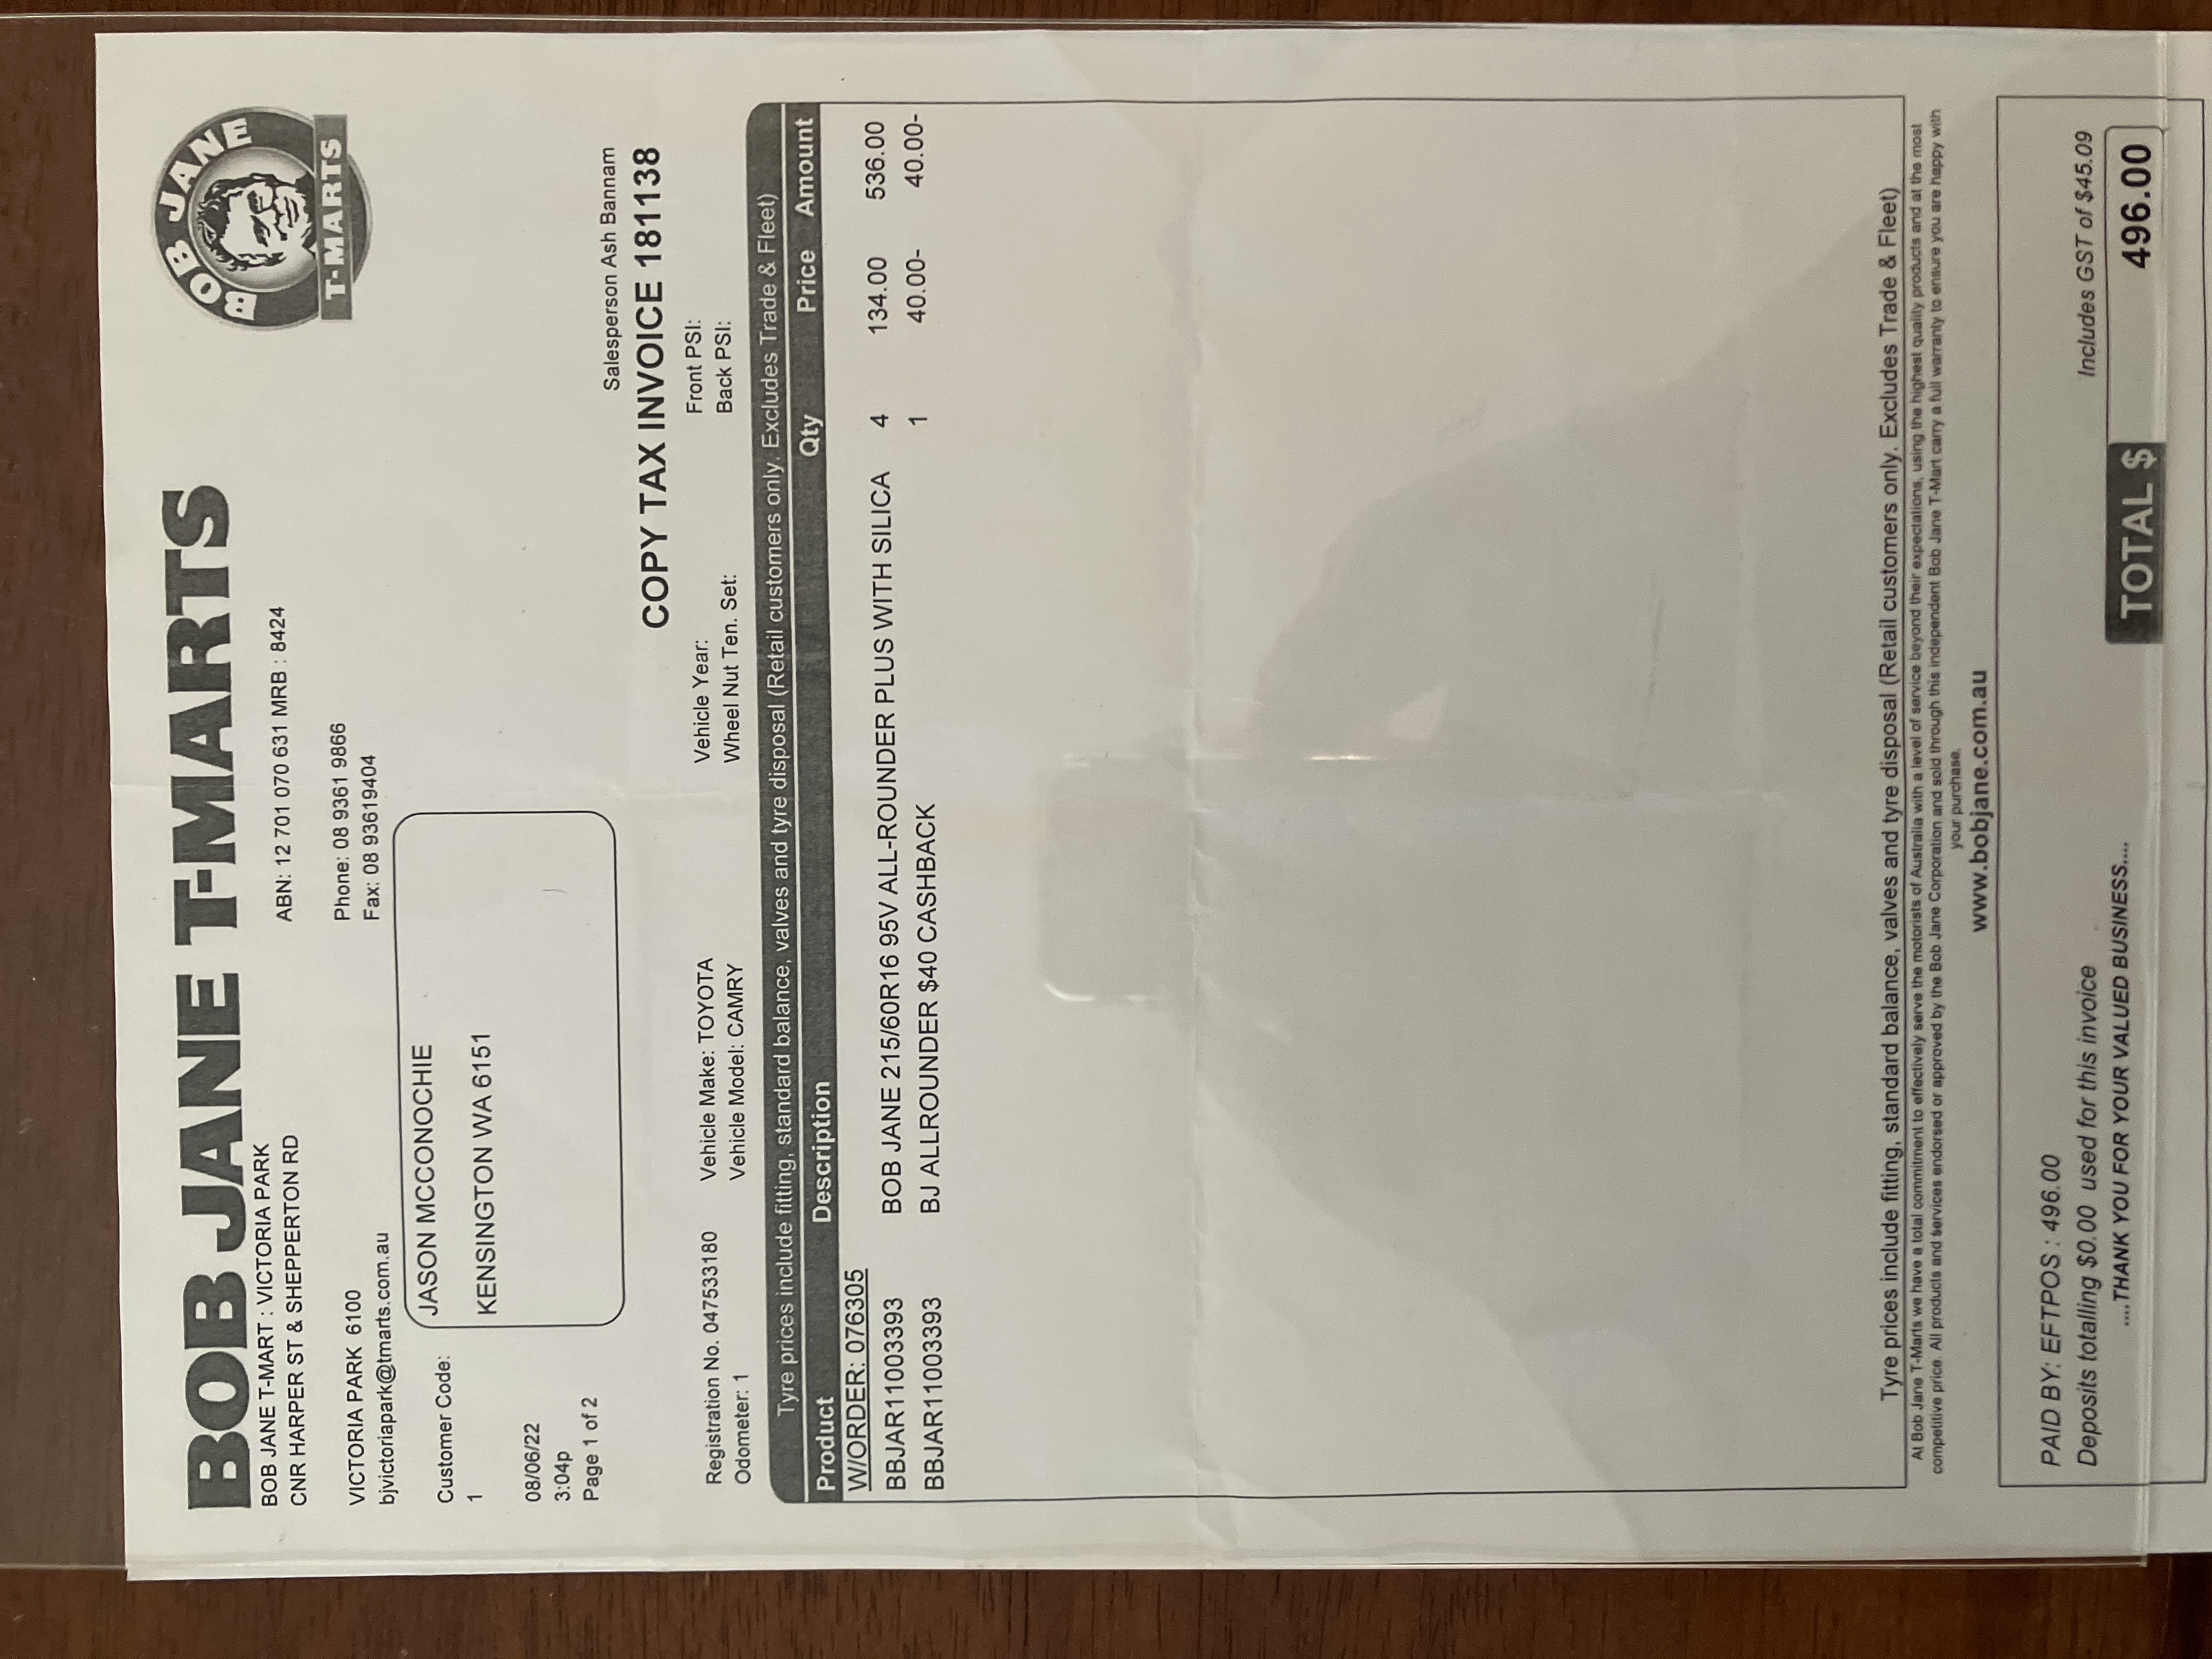 BOB JANE T-MARTS
BOB JANE
T-MARTS
BOB JANE T-MART : VICTORIA PARK
CNR HARPER ST & SHEPPERTON RD
ABN: 12 701 070 631 MRB : 8424
VICTORIA PARK 6100
bjvictoriapark@tmarts.com.au
Phone: 08 9361 9866
Fax: 08 93619404
Customer Code:
1
JASON MCCONOCHIE
KENSINGTON WA 6151
08/06/22
3:04p
Page 1 of 2
Salesperson Ash Bannam
COPY TAX INVOICE 181138
Registration No. 047533180 Vehicle Make: TOYOTA Vehicle Year: Front PSI:
Odometer: 1 Vehicle Model: CAMRY Wheel Nut Ten. Set: Back PSI:
Tyre prices include fitting, standard balance, valves and tyre disposal (Retail customers only. Excludes Trade & Fleet)
Product Description Qty Price Amount
W/ORDER: 076305
BBJAR11003393 BOB JANE 215/60R16 95V ALL-ROUNDER PLUS WITH SILICA 4 134.00 536.00
BBJAR11003393 BJ ALLROUNDER $40 CASHBACK 1 40.00- 40.00-
Tyre prices include fitting, standard balance, valves and tyre disposal (Retail customers only. Excludes Trade & Fleet)
At Bob Jane T-Marts we have a total commitment to effectively serve the motorists of Australia with a level of service beyond their expectations, using the highest quality products and at the most
competitive price. All products and services endorsed or approved by the Bob Jane Corporation and sold through this independent Bob Jane T-Mart carry a full warranty to ensure you are happy with
your purchase.
www.bobjane.com.au
PAID BY: EFTPOS : 496.00
Deposits totalling $0.00 used for this invoice
....THANK YOU FOR YOUR VALUED BUSINESS....
Includes GST of $45.09
TOTAL $ 496.00